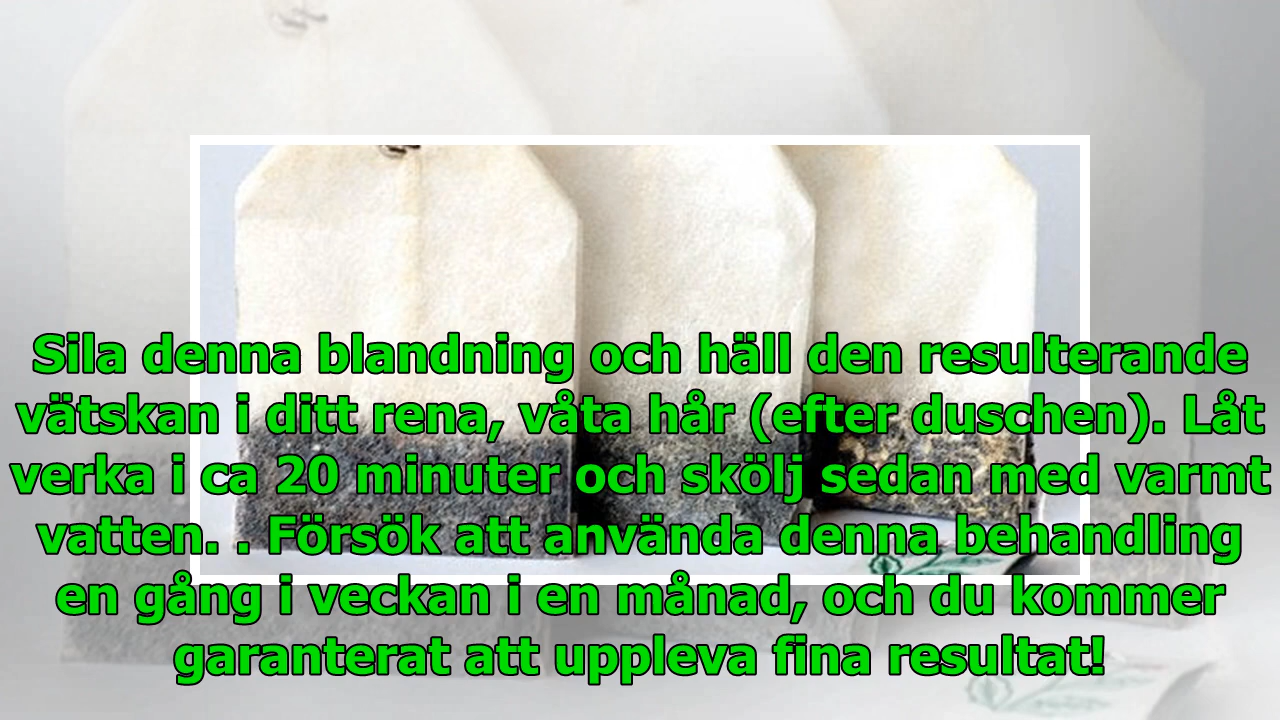 Sila denna blandning och häll den resulterande
vätskan i ditt rena, våta hår (efter duschen). Låt
verka i ca 20 minuter och skölj sedan med varmt
vatten. . Försök att använda denna behandling
en gång i veckan i en månad, och du kommer
garanterat att uppleva fina resultat!